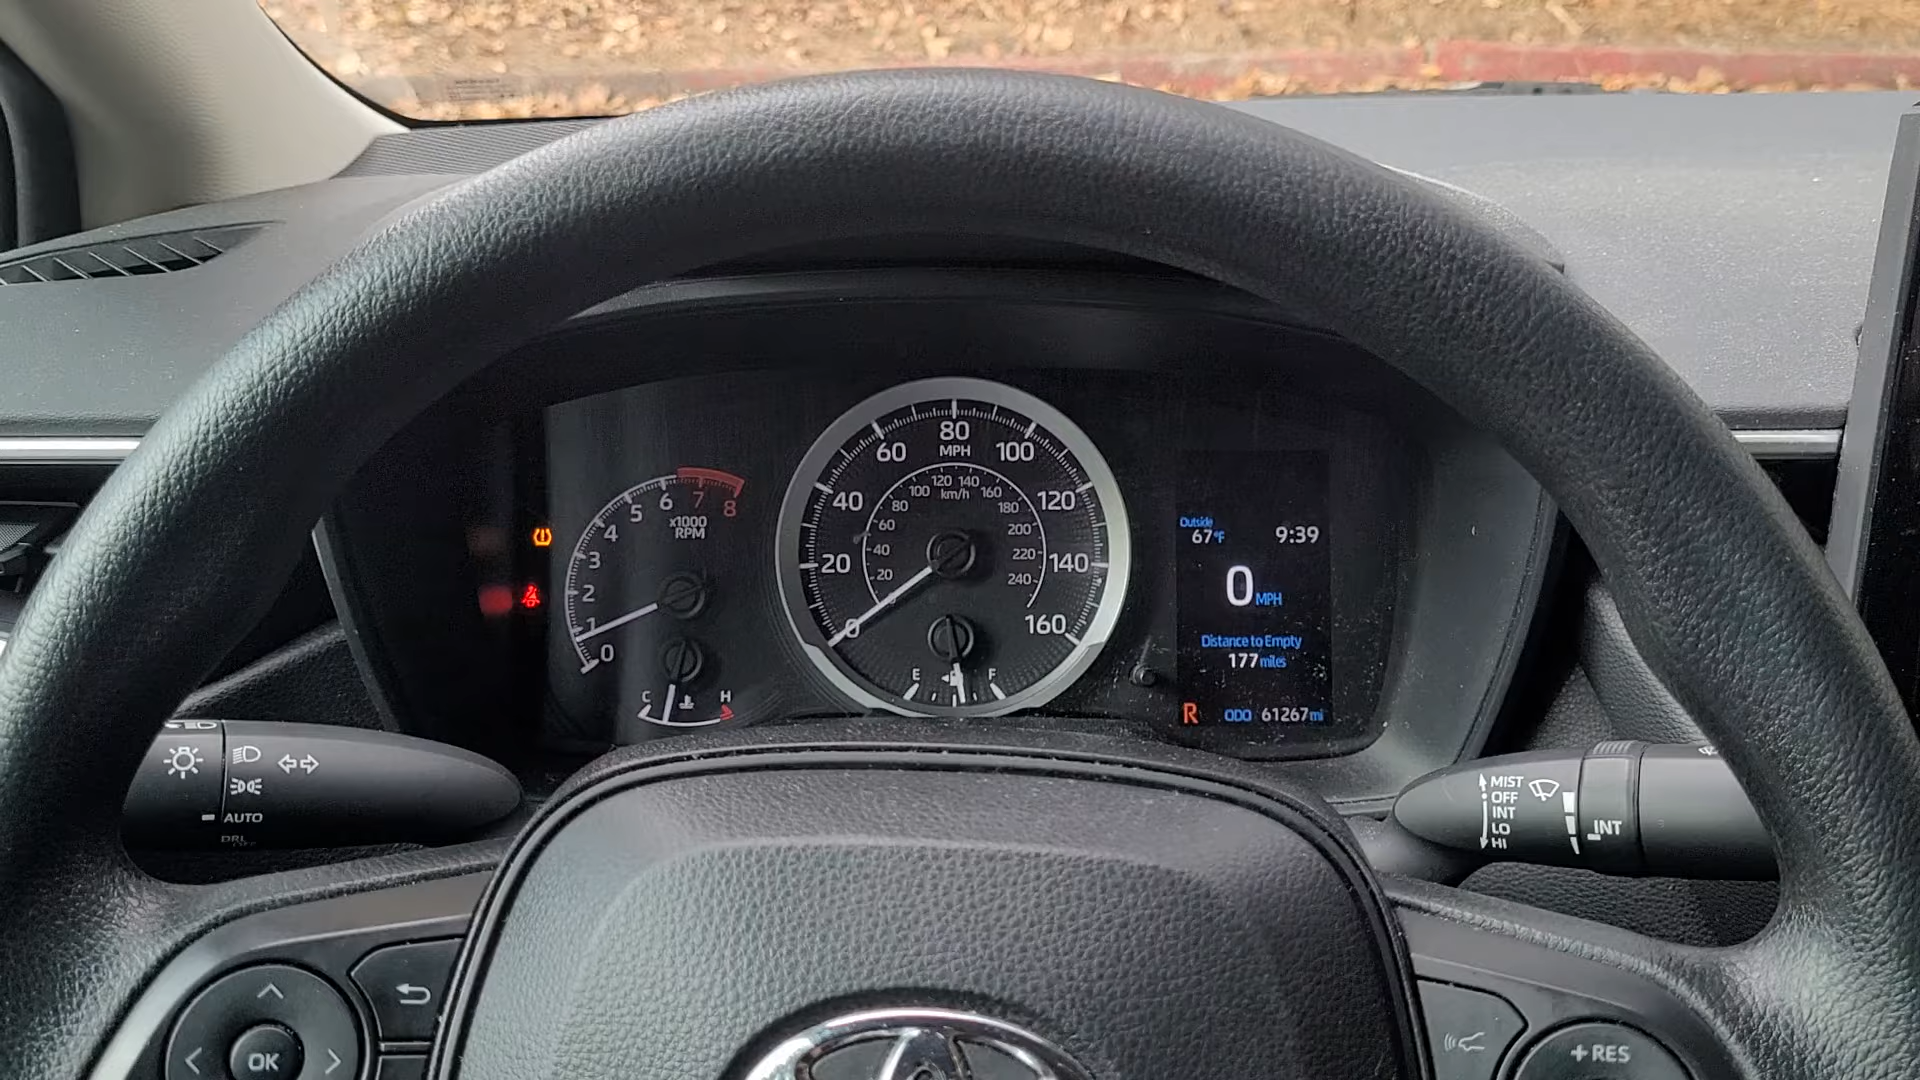 8
7
6
5
4
3
2
1
0
x1000
RPM
C
H
0
20
40
60
80
100
120
140
160
MPH
20
40
60
80
100
120
140
160
180
200
220
240
km/h
E
F
Outside
67°F
9:39
0 MPH
Distance to Empty
177 miles
R
ODO 61267 mi
AUTO
DRL
MIST
OFF
INT
LO
HI
INT
OK
+RES